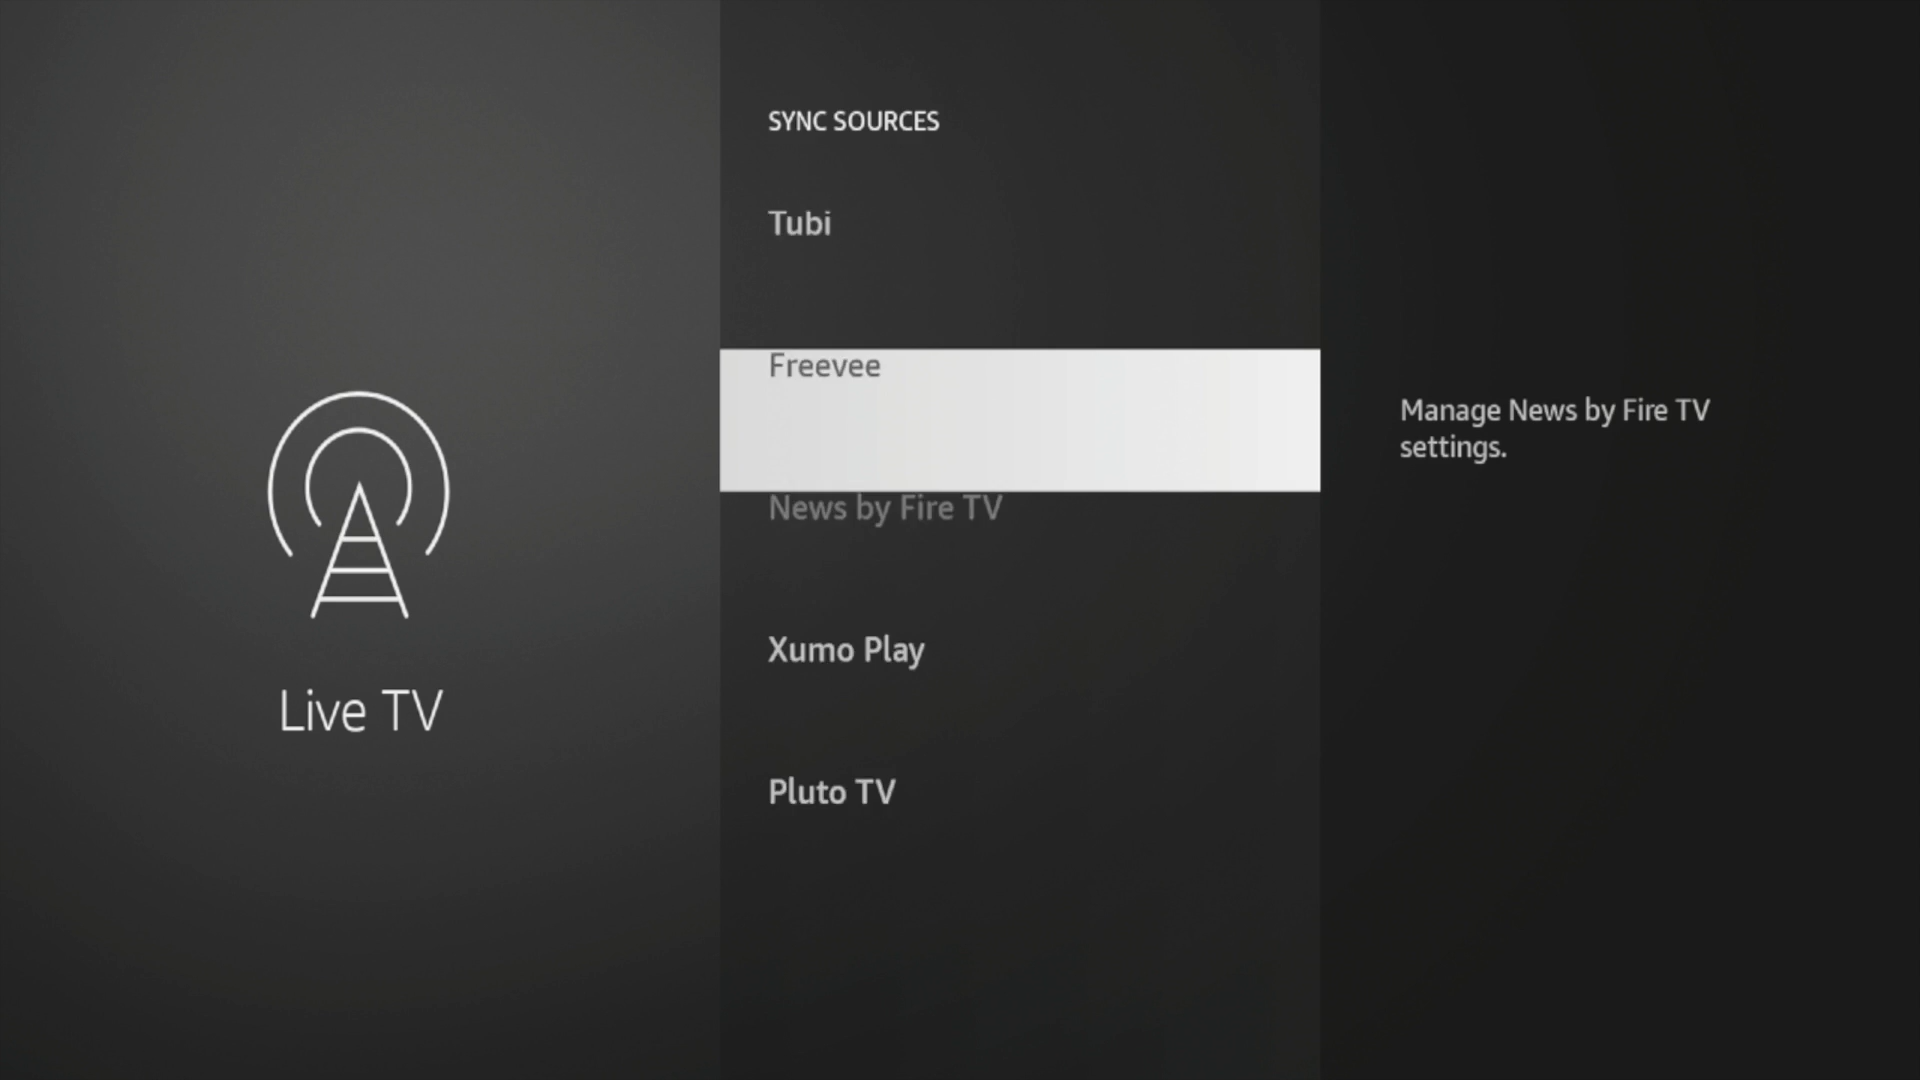 SYNC SOURCES
Tubi
Freevee
News by Fire TV
Xumo Play
Pluto TV
Live TV
Manage News by Fire TV
settings.